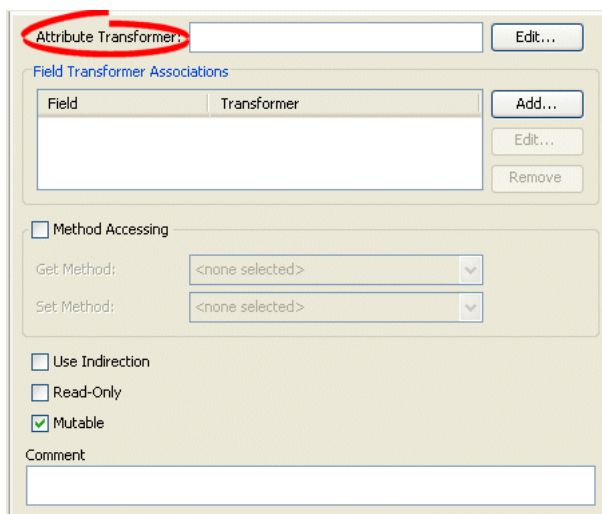 Attribute Transformer: Edit...
Field Transformer Associations
Field Transformer Add...
Edit...
Remove
Method Accessing
Get Method: <none selected>
Set Method: <none selected>
Use Indirection
Read-Only
Mutable
Comment